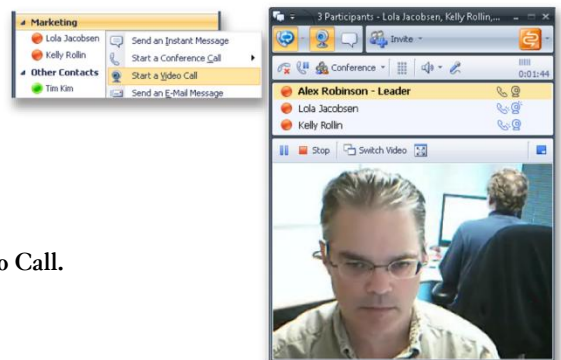 Marketing
Lola Jacobsen
Kelly Rollin
Other Contacts
Tim Kim
Send an Instant Message
Start a Conference Call
Start a Video Call
Send an E-Mail Message
3 Participants - Lola Jacobsen, Kelly Rollin,...
Invite
Conference
0:01:44
Alex Robinson - Leader
Lola Jacobsen
Kelly Rollin
Stop
Switch Video
o Call.